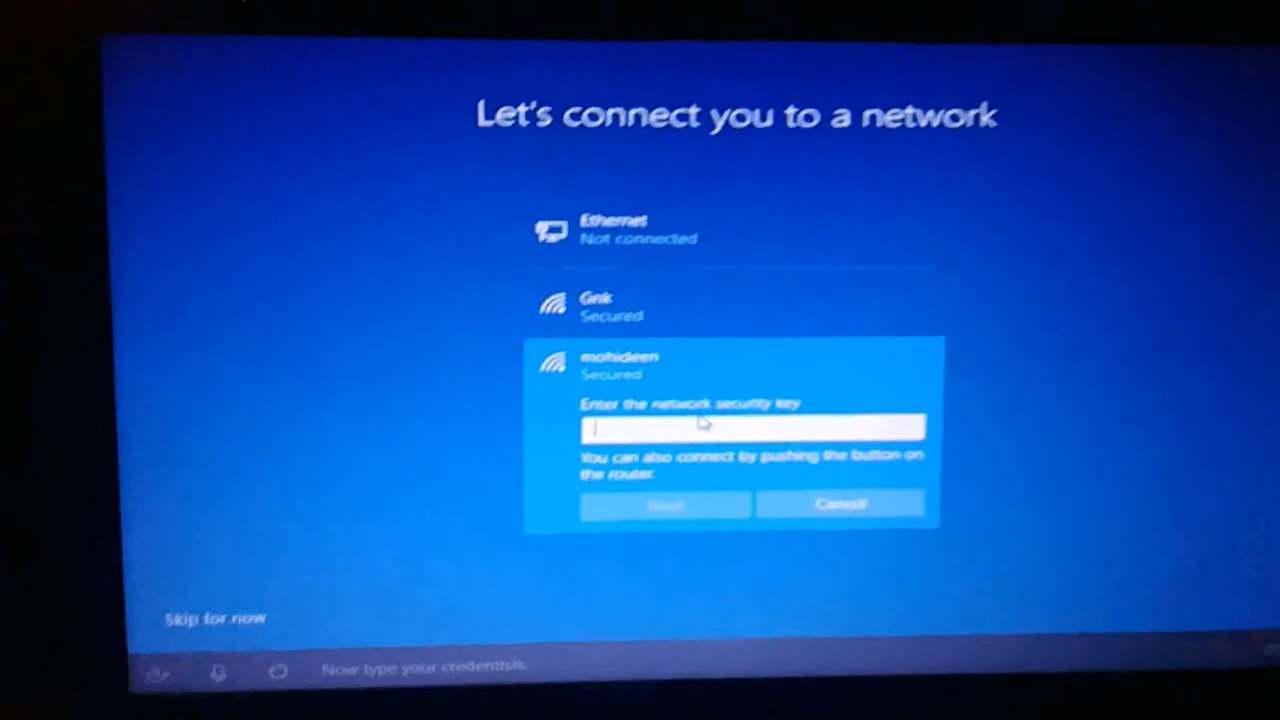 Let's connect you to a network
Ethernet
Not connected
Gnk
Secured
mohideen
Secured
Enter the network security key
You can also connect by pushing the button on
the router.
Next
Cancel
Skip for now
Now type your credentials.